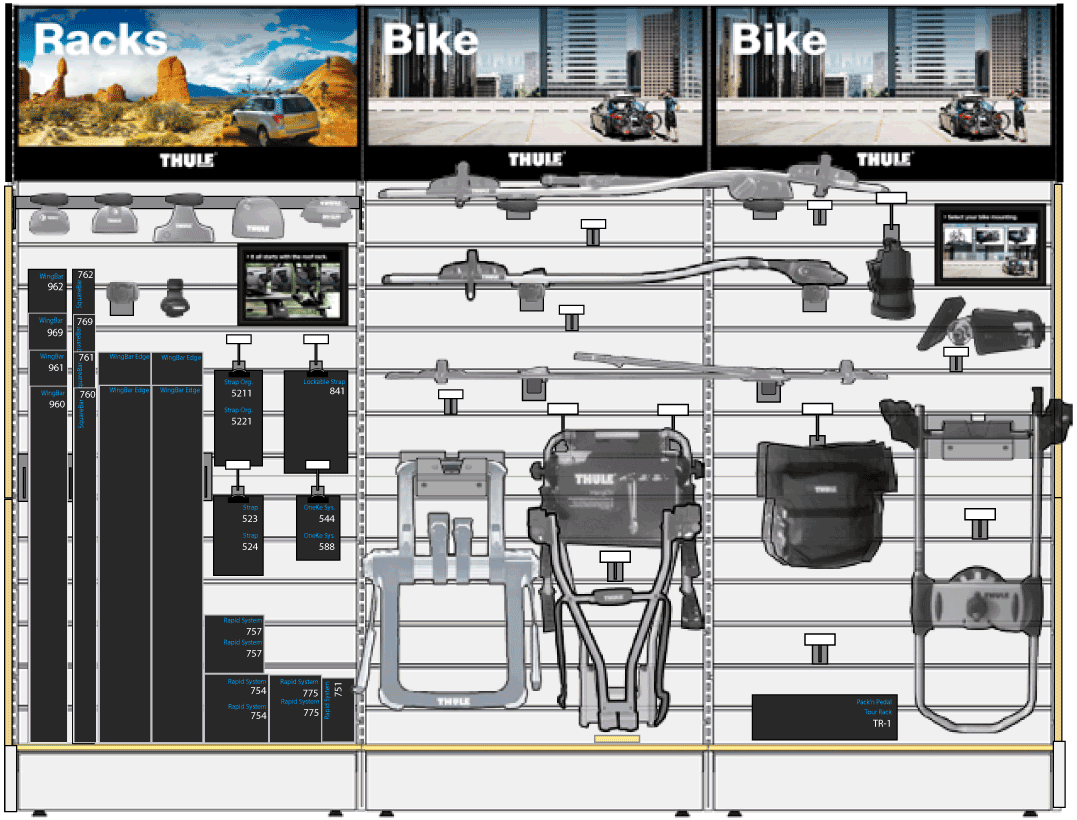 Racks
Bike
Bike
THULE
THULE
THULE
It all starts with the roof rack.
Select your bike mounting.
WingBar
962
762
WingBar
969
769
WingBar
961
761
WingBar
960
760
WingBar Edge
WingBar Edge
WingBar Edge
WingBar Edge
Strap Org.
5211
Strap Org.
5221
Lockable Strap
841
Strap
523
Strap
524
OneKe Sys.
544
OneKe Sys.
588
Rapid System
757
Rapid System
757
Rapid System
754
Rapid System
754
Rapid System
775
Rapid System
775
Rapid System
751
THULE
THULE
THULE
THULE
THULE
Pack'n Pedal
Tour Rack
TR-1